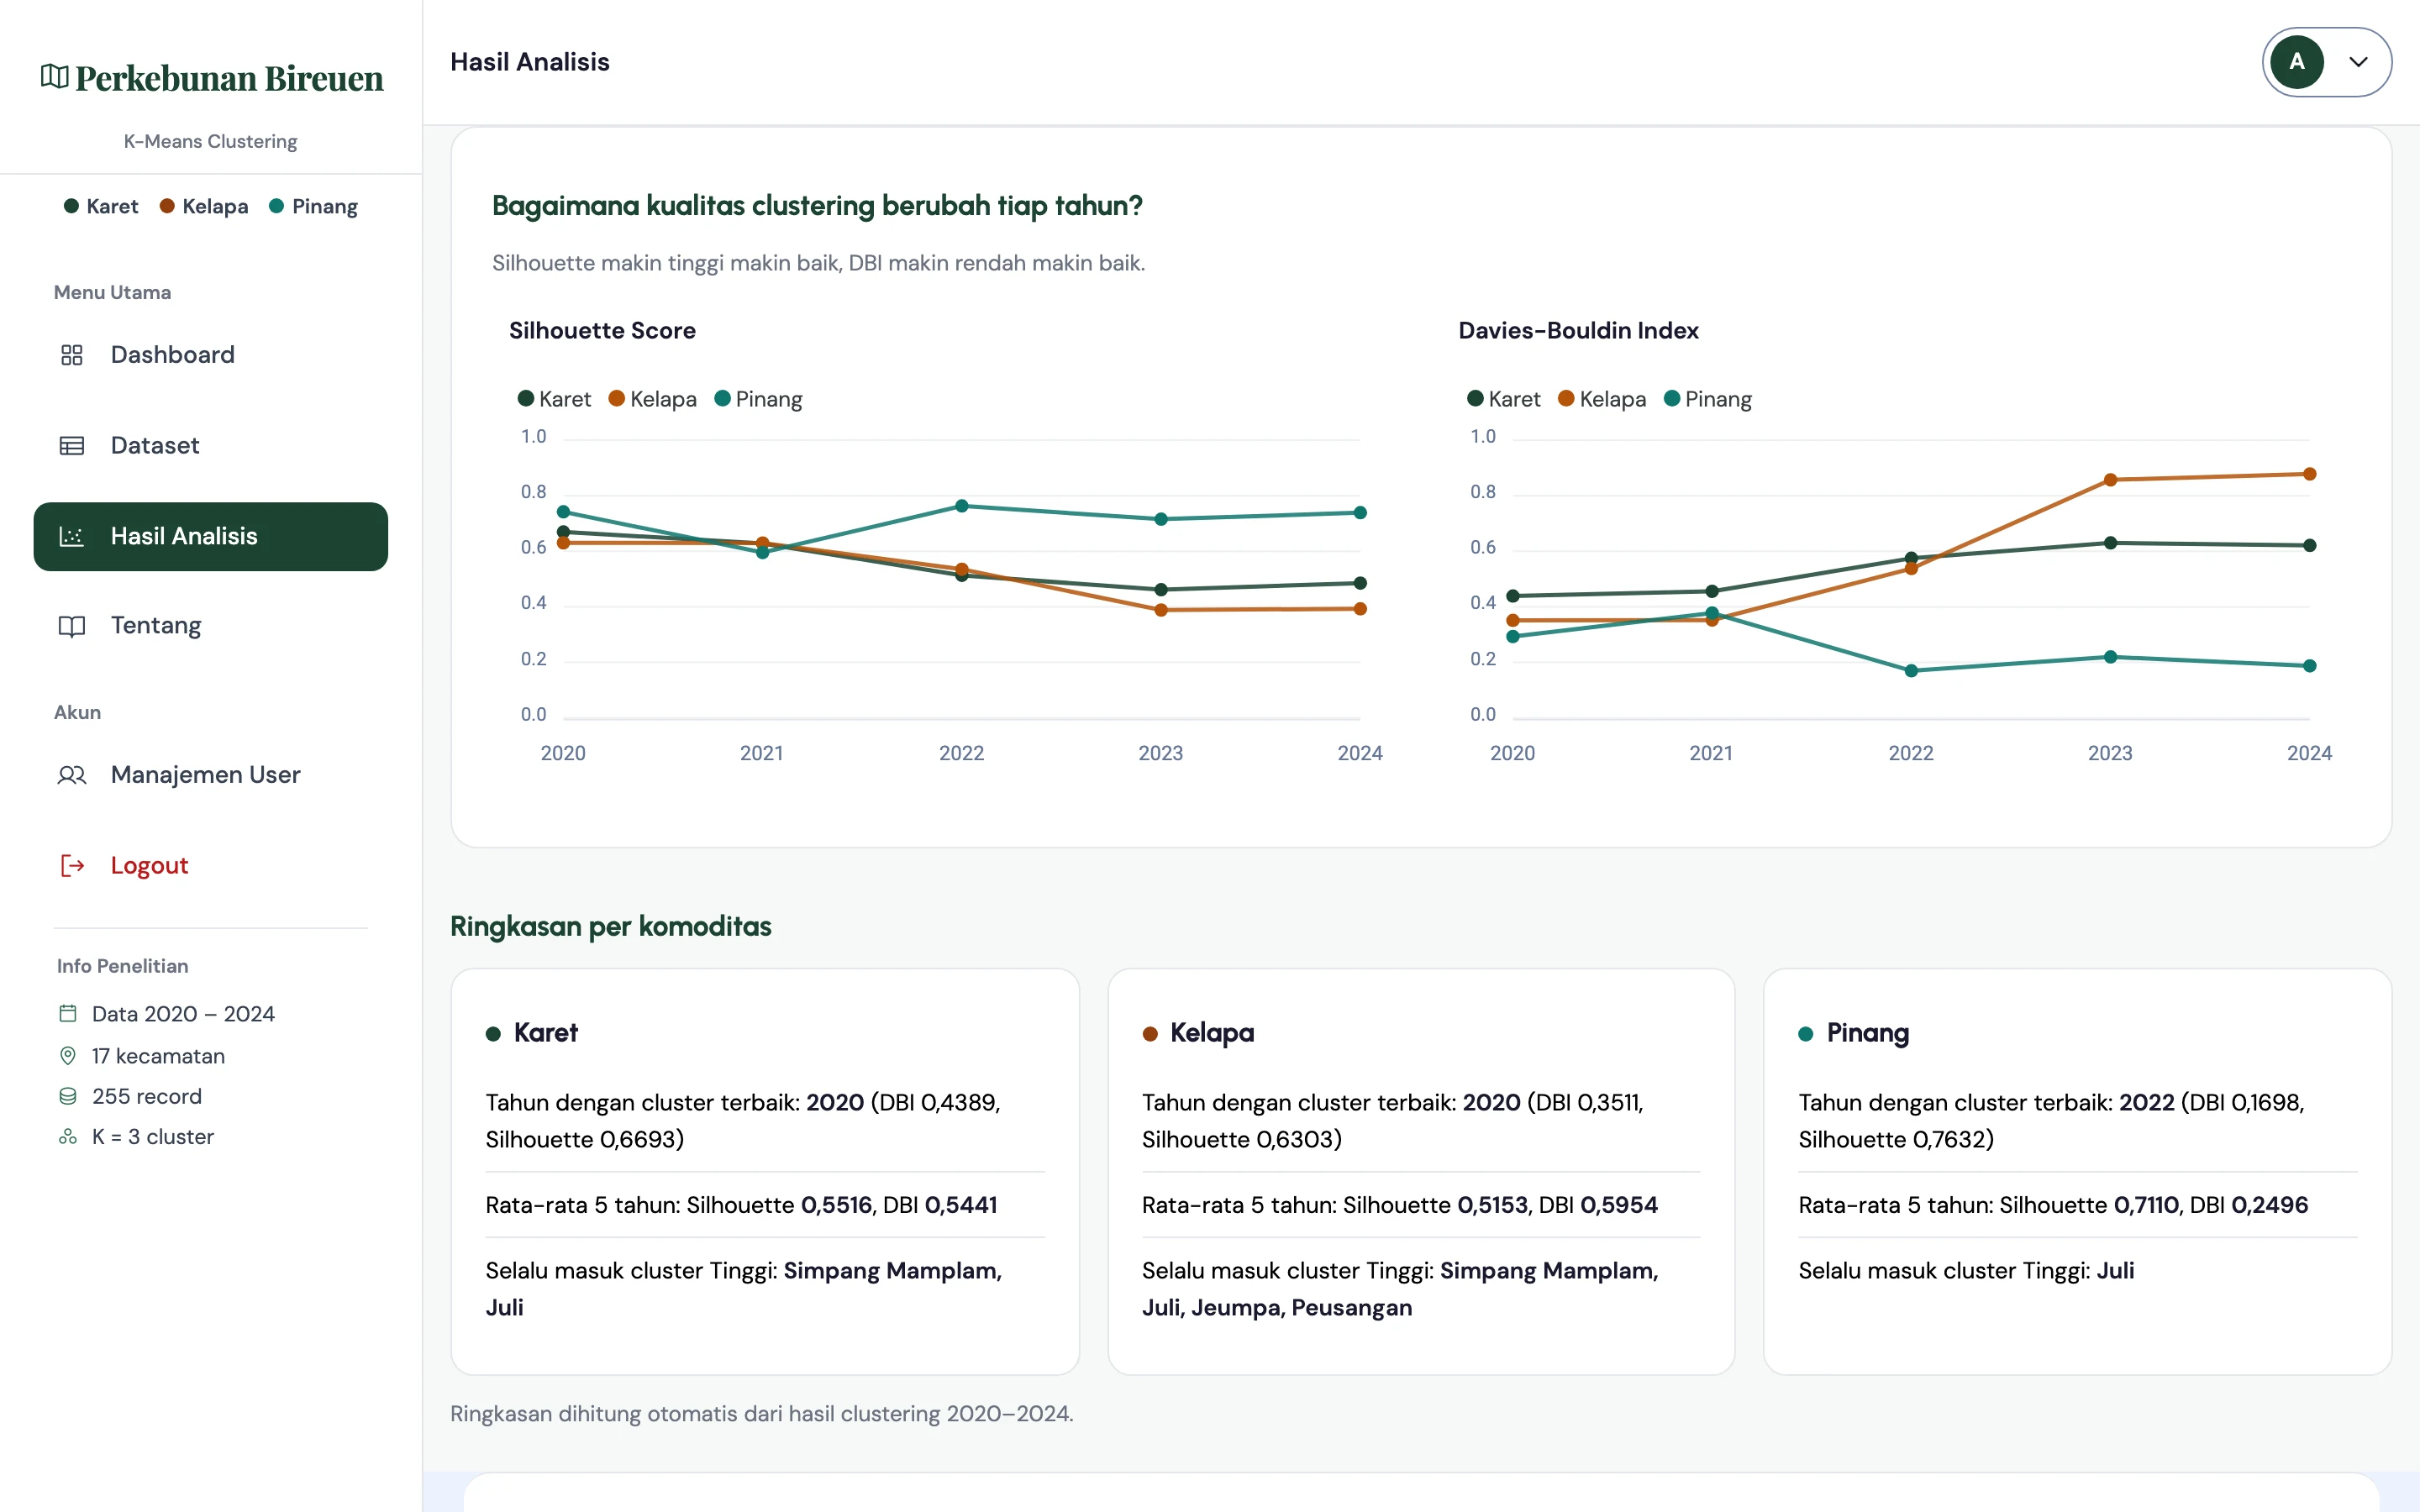 Perkebunan Bireuen
K-Means Clustering
Karet Kelapa Pinang
Menu Utama
Dashboard
Dataset
Hasil Analisis
Tentang
Akun
Manajemen User
Logout
Info Penelitian
Data 2020 – 2024
17 kecamatan
255 record
K = 3 cluster
Hasil Analisis
A
Bagaimana kualitas clustering berubah tiap tahun?
Silhouette makin tinggi makin baik, DBI makin rendah makin baik.
Silhouette Score
Karet Kelapa Pinang
1.0
0.8
0.6
0.4
0.2
0.0
2020 2021 2022 2023 2024
Davies-Bouldin Index
Karet Kelapa Pinang
1.0
0.8
0.6
0.4
0.2
0.0
2020 2021 2022 2023 2024
Ringkasan per komoditas
Karet
Tahun dengan cluster terbaik: 2020 (DBI 0,4389,
Silhouette 0,6693)
Rata-rata 5 tahun: Silhouette 0,5516, DBI 0,5441
Selalu masuk cluster Tinggi: Simpang Mamplam,
Juli
Kelapa
Tahun dengan cluster terbaik: 2020 (DBI 0,3511,
Silhouette 0,6303)
Rata-rata 5 tahun: Silhouette 0,5153, DBI 0,5954
Selalu masuk cluster Tinggi: Simpang Mamplam,
Juli, Jeumpa, Peusangan
Pinang
Tahun dengan cluster terbaik: 2022 (DBI 0,1698,
Silhouette 0,7632)
Rata-rata 5 tahun: Silhouette 0,7110, DBI 0,2496
Selalu masuk cluster Tinggi: Juli
Ringkasan dihitung otomatis dari hasil clustering 2020–2024.